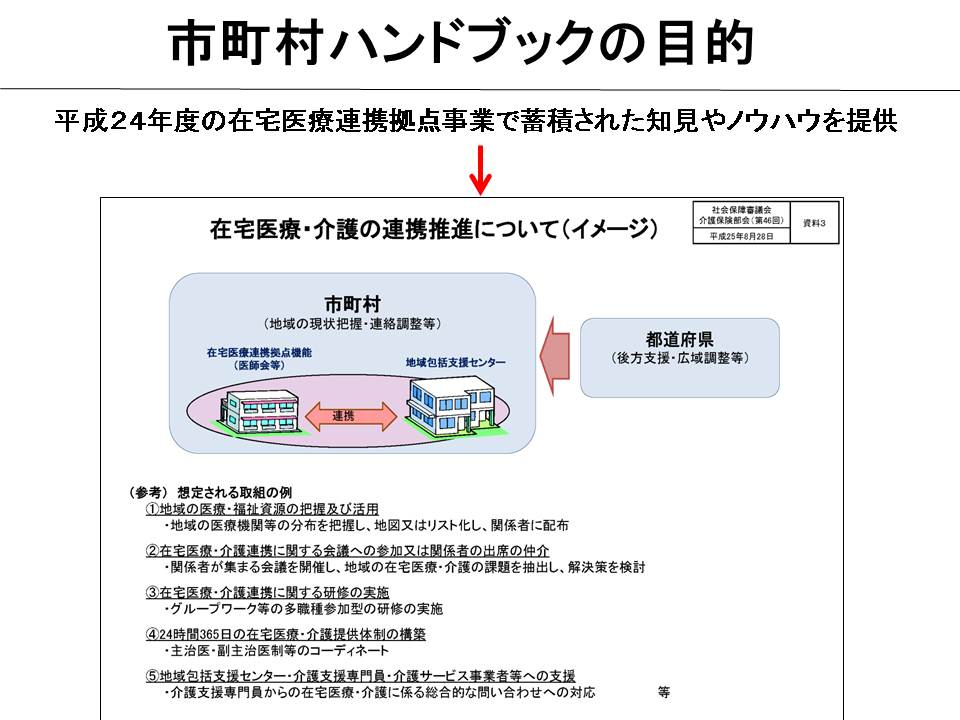 市町村ハンドブックの目的
平成24年度の在宅医療連携拠点事業で蓄積された知見やノウハウを提供
在宅医療・介護の連携推進について(イメージ)
社会保障審議会
介護保険部会(第46回)
平成25年8月28日
資料3
市町村
(地域の現状把握・連絡調整等)
在宅医療連携拠点機能
(医師会等)
地域包括支援センター
連携
都道府県
(後方支援・広域調整等)
(参考) 想定される取組の例
①地域の医療・福祉資源の把握及び活用
・地域の医療機関等の分布を把握し、地図又はリスト化し、関係者に配布
②在宅医療・介護連携に関する会議への参加又は関係者の出席の仲介
・関係者が集まる会議を開催し、地域の在宅医療・介護の課題を抽出し、解決策を検討
③在宅医療・介護連携に関する研修の実施
・グループワーク等の多職種参加型の研修の実施
④24時間365日の在宅医療・介護提供体制の構築
・主治医・副主治医制等のコーディネート
⑤地域包括支援センター・介護支援専門員・介護サービス事業者等への支援
・介護支援専門員からの在宅医療・介護に係る総合的な問い合わせへの対応 等